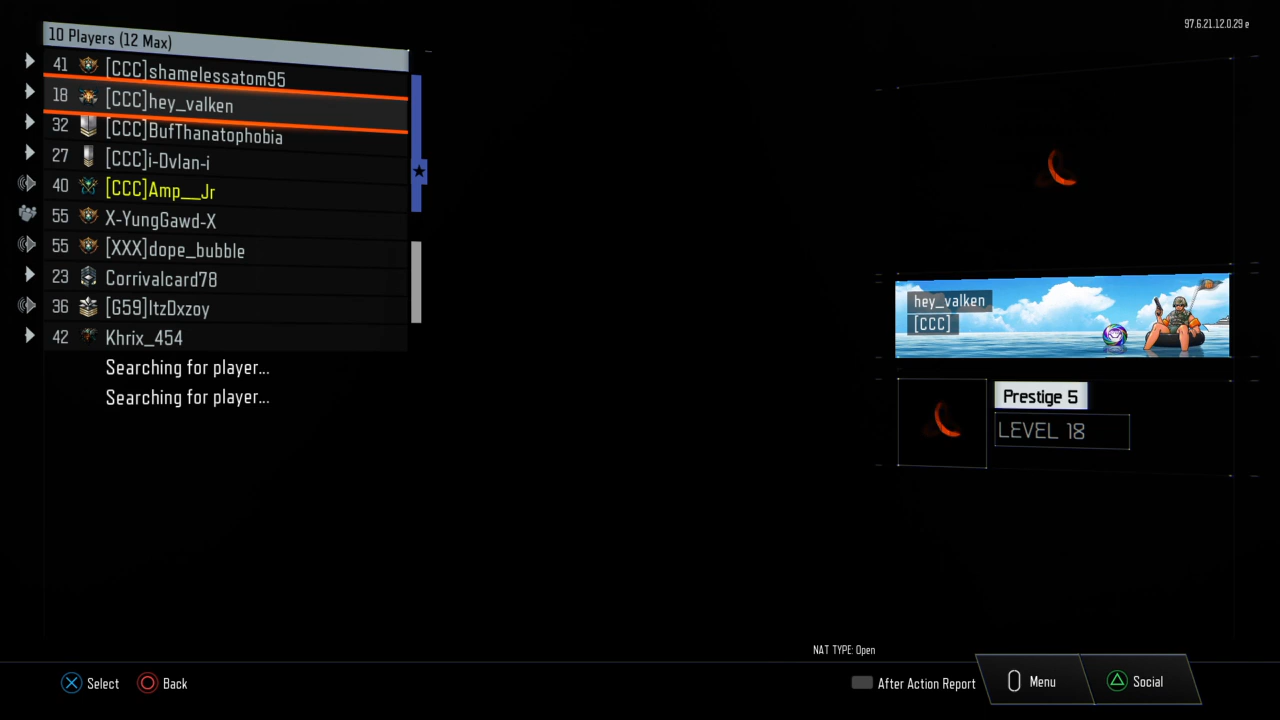 97.6.21.12.0.29 e
10 Players (12 Max)
41 [CCC]shamelessatom95
18 [CCC]hey_valken
32 [CCC]BufThanatophobia
27 [CCC]i-Dvlan-i
40 [CCC]Amp__Jr
55 X-YungGawd-X
55 [XXX]dope_bubble
23 Corrivalcard78
36 [G59]ItzDxzoy
42 Khrix_454
Searching for player...
Searching for player...
hey_valken
[CCC]
Prestige 5
LEVEL 18
NAT TYPE: Open
Select Back After Action Report Menu Social